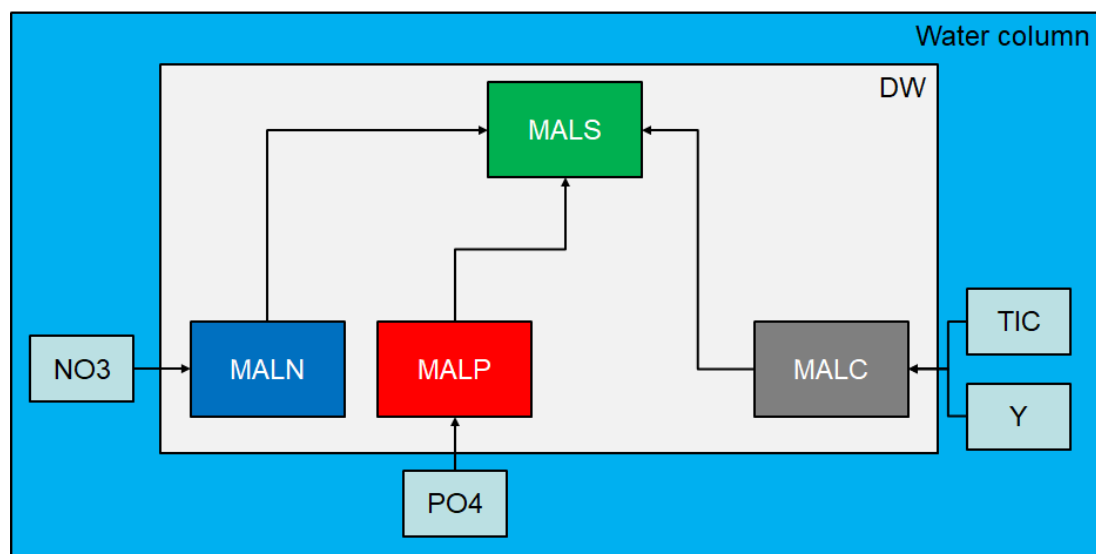 Water column
DW
MALS
NO3
MALN
MALP
MALC
TIC
Y
PO4